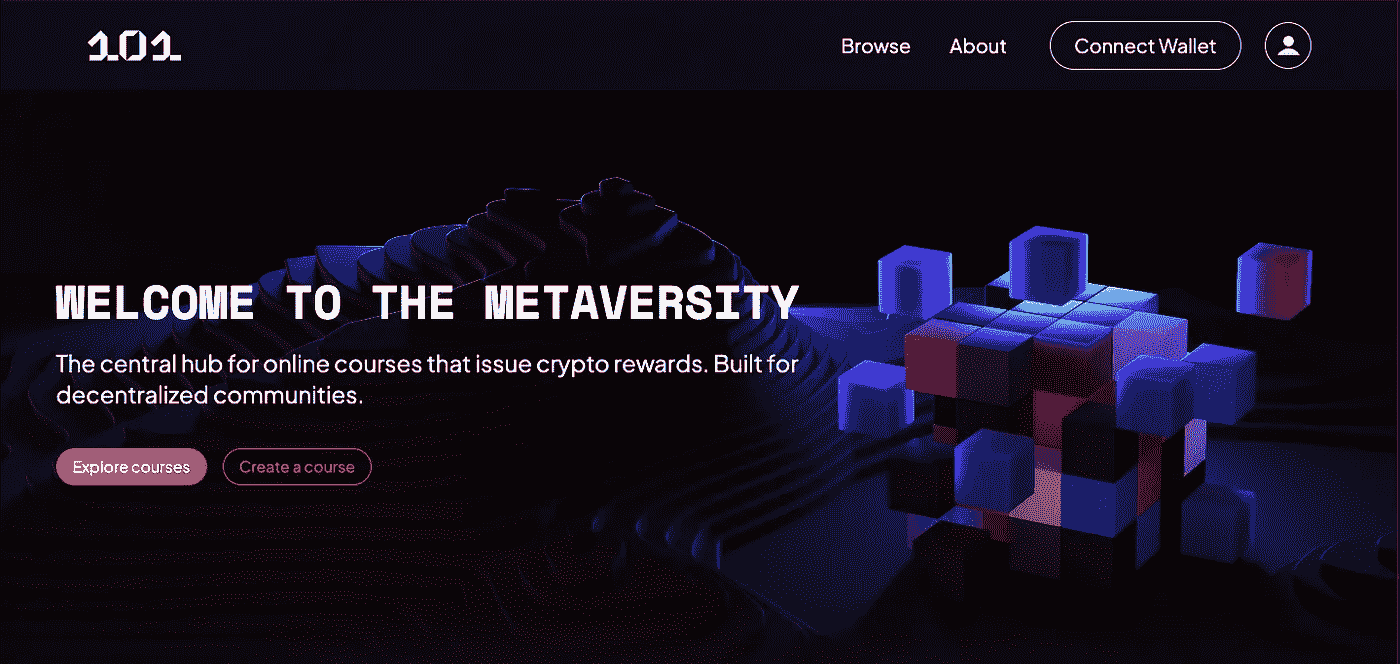 101
Browse
About
Connect Wallet
WELCOME TO THE METAVERSITY
The central hub for online courses that issue crypto rewards. Built for
decentralized communities.
Explore courses
Create a course